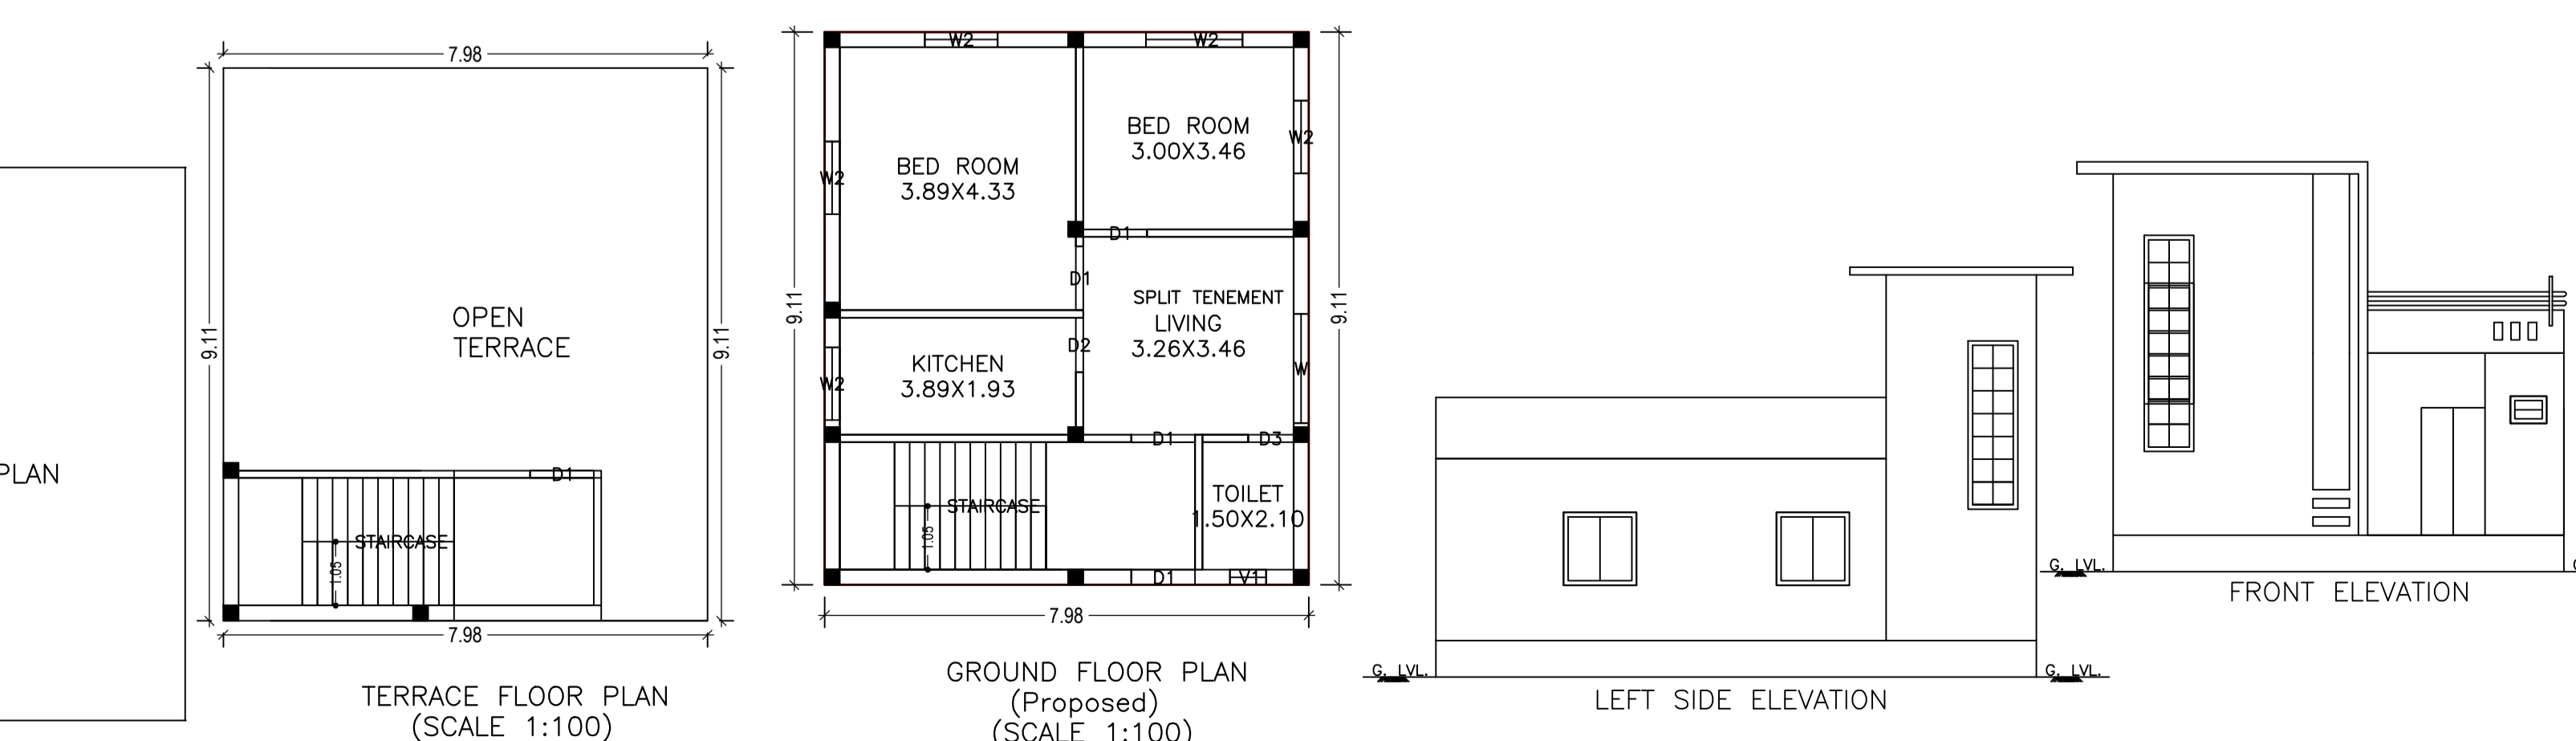 PLAN
7.98
9.11
9.11
OPEN
TERRACE
D1
STAIRCASE
1.05
7.98
TERRACE FLOOR PLAN
(SCALE 1:100)
W2
W2
BED ROOM
3.00X3.46
W2
BED ROOM
3.89X4.33
W2
D1
D1
9.11
9.11
SPLIT TENEMENT
LIVING
3.26X3.46
D2
W
KITCHEN
3.89X1.93
W2
D1
D3
TOILET
1.50X2.10
STAIRCASE
1.05
D1
V1
7.98
GROUND FLOOR PLAN
(Proposed)
(SCALE 1:100)
G. LVL.
G. LVL.
LEFT SIDE ELEVATION
G. LVL.
FRONT ELEVATION